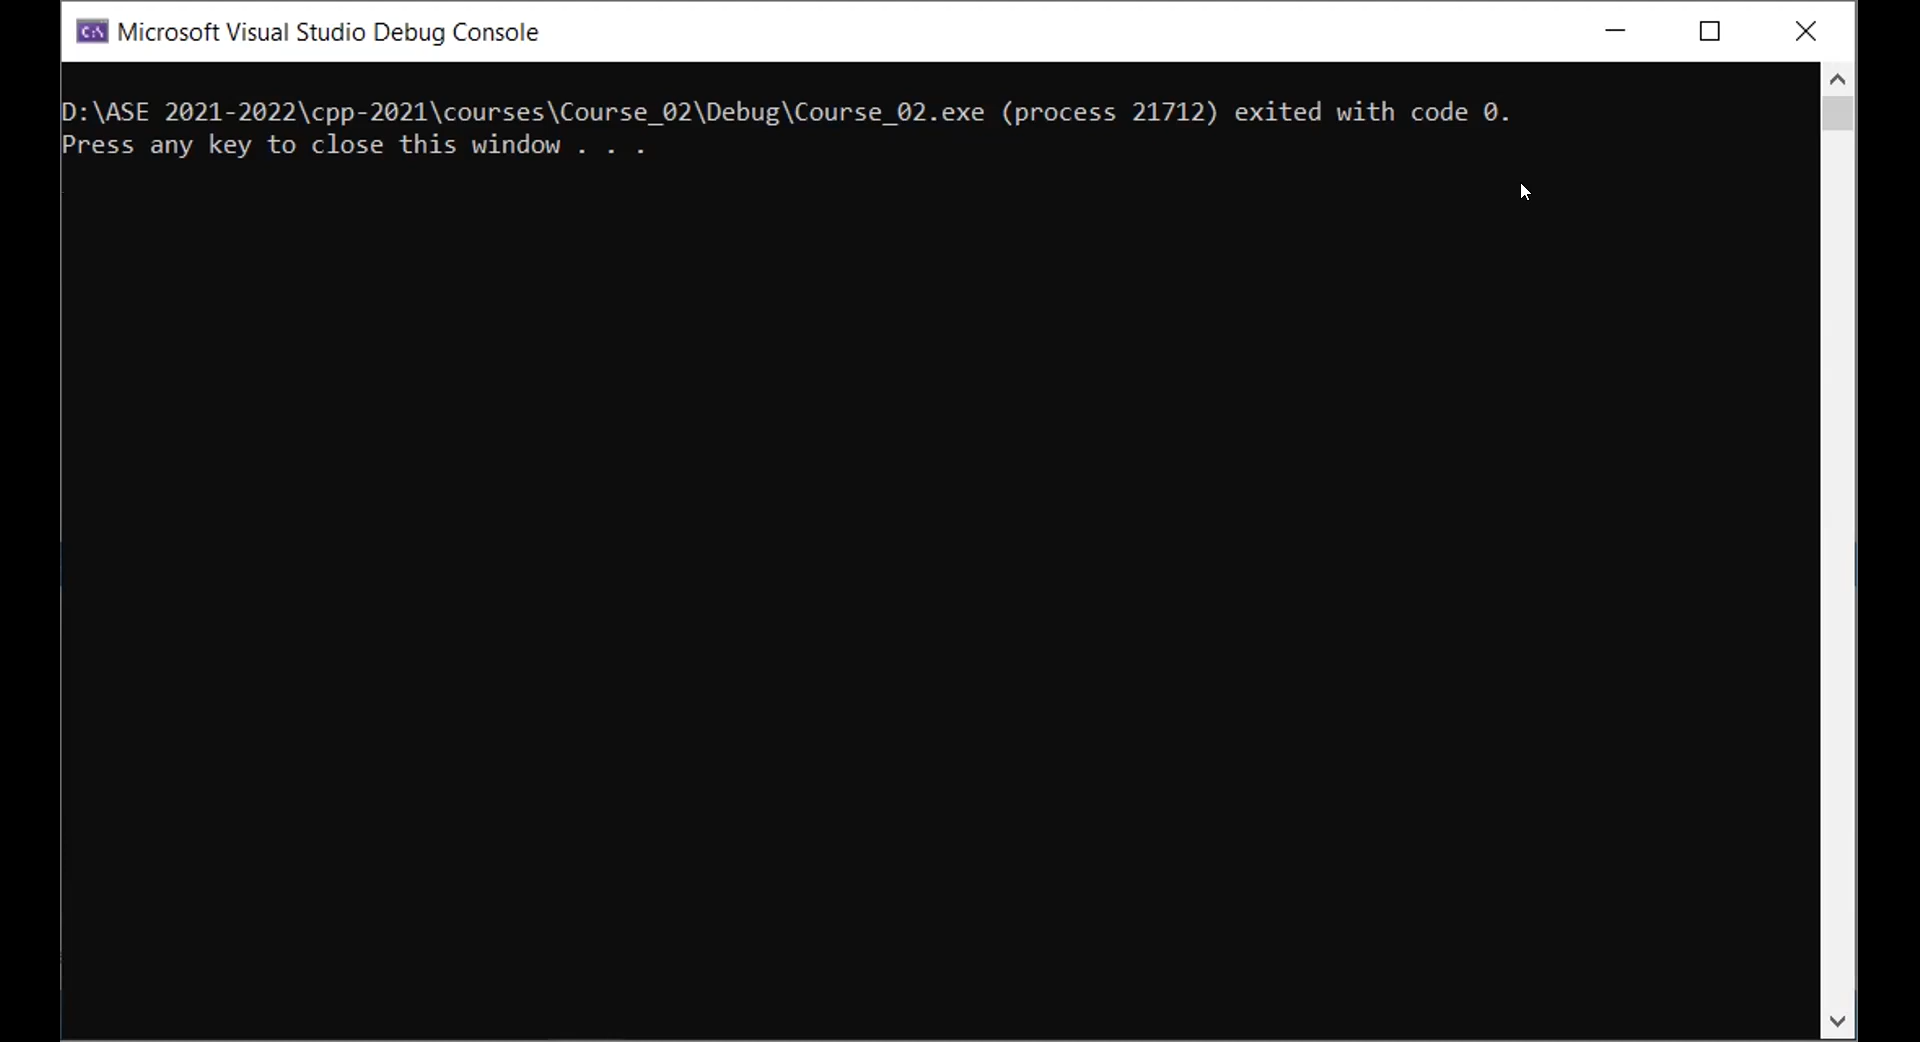 Microsoft Visual Studio Debug Console
D:\ASE 2021-2022\cpp-2021\courses\Course_02\Debug\Course_02.exe (process 21712) exited with code 0.
Press any key to close this window . . .